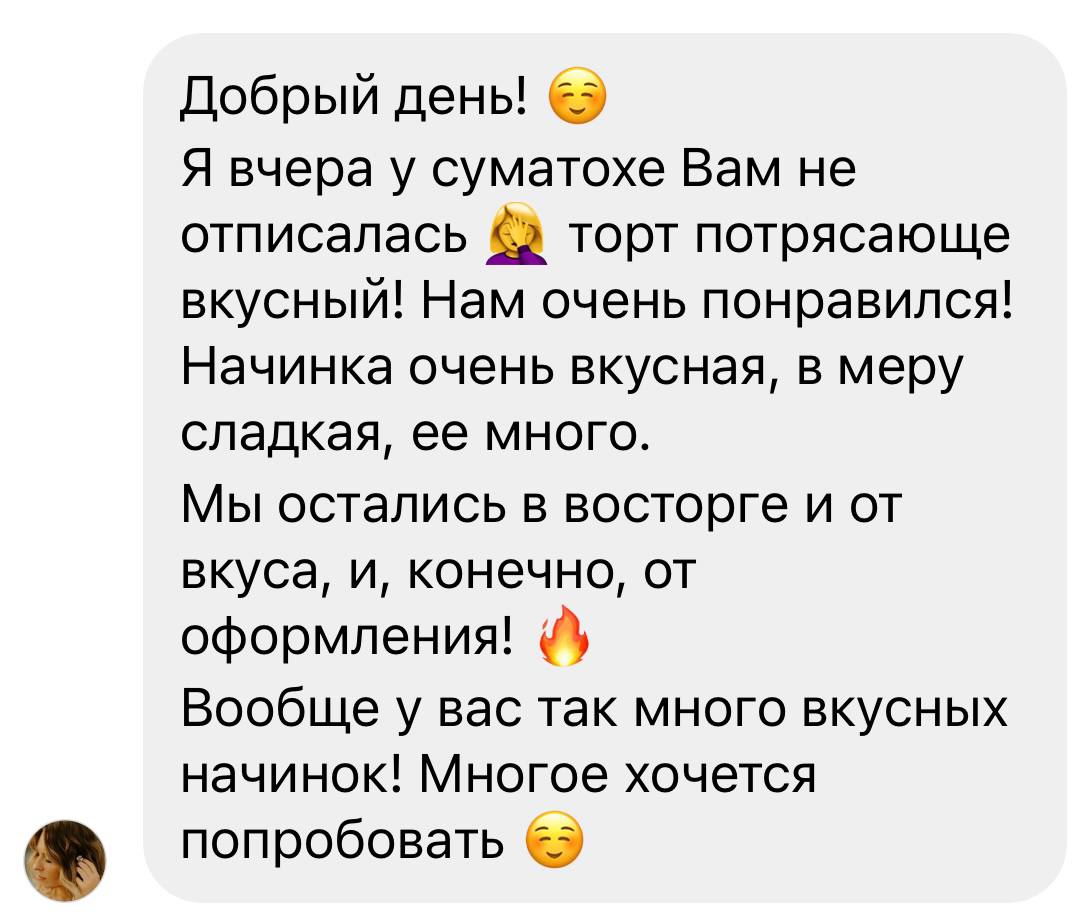 Добрый день! ☺️
Я вчера у суматохе Вам не
отписалась 🤦‍♀️ торт потрясающе
вкусный! Нам очень понравился!
Начинка очень вкусная, в меру
сладкая, ее много.
Мы остались в восторге и от
вкуса, и, конечно, от
оформления! 🔥
Вообще у вас так много вкусных
начинок! Многое хочется
попробовать ☺️